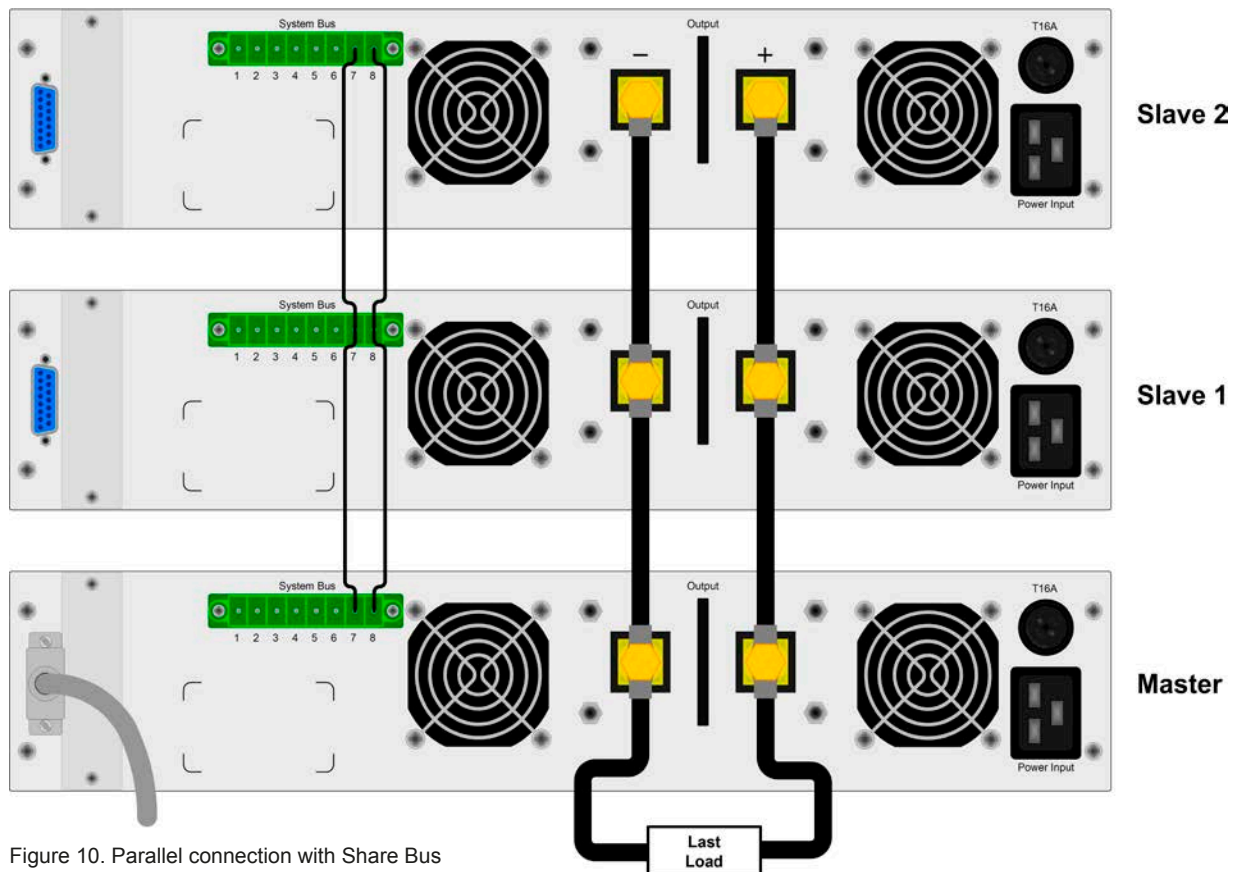 System Bus
Output
T16A
1 2 3 4 5 6 7 8
− +
Power Input
Slave 2
System Bus
Output
T16A
1 2 3 4 5 6 7 8
Power Input
Slave 1
System Bus
Output
T16A
1 2 3 4 5 6 7 8
Power Input
Master
Last
Load
Figure 10. Parallel connection with Share Bus